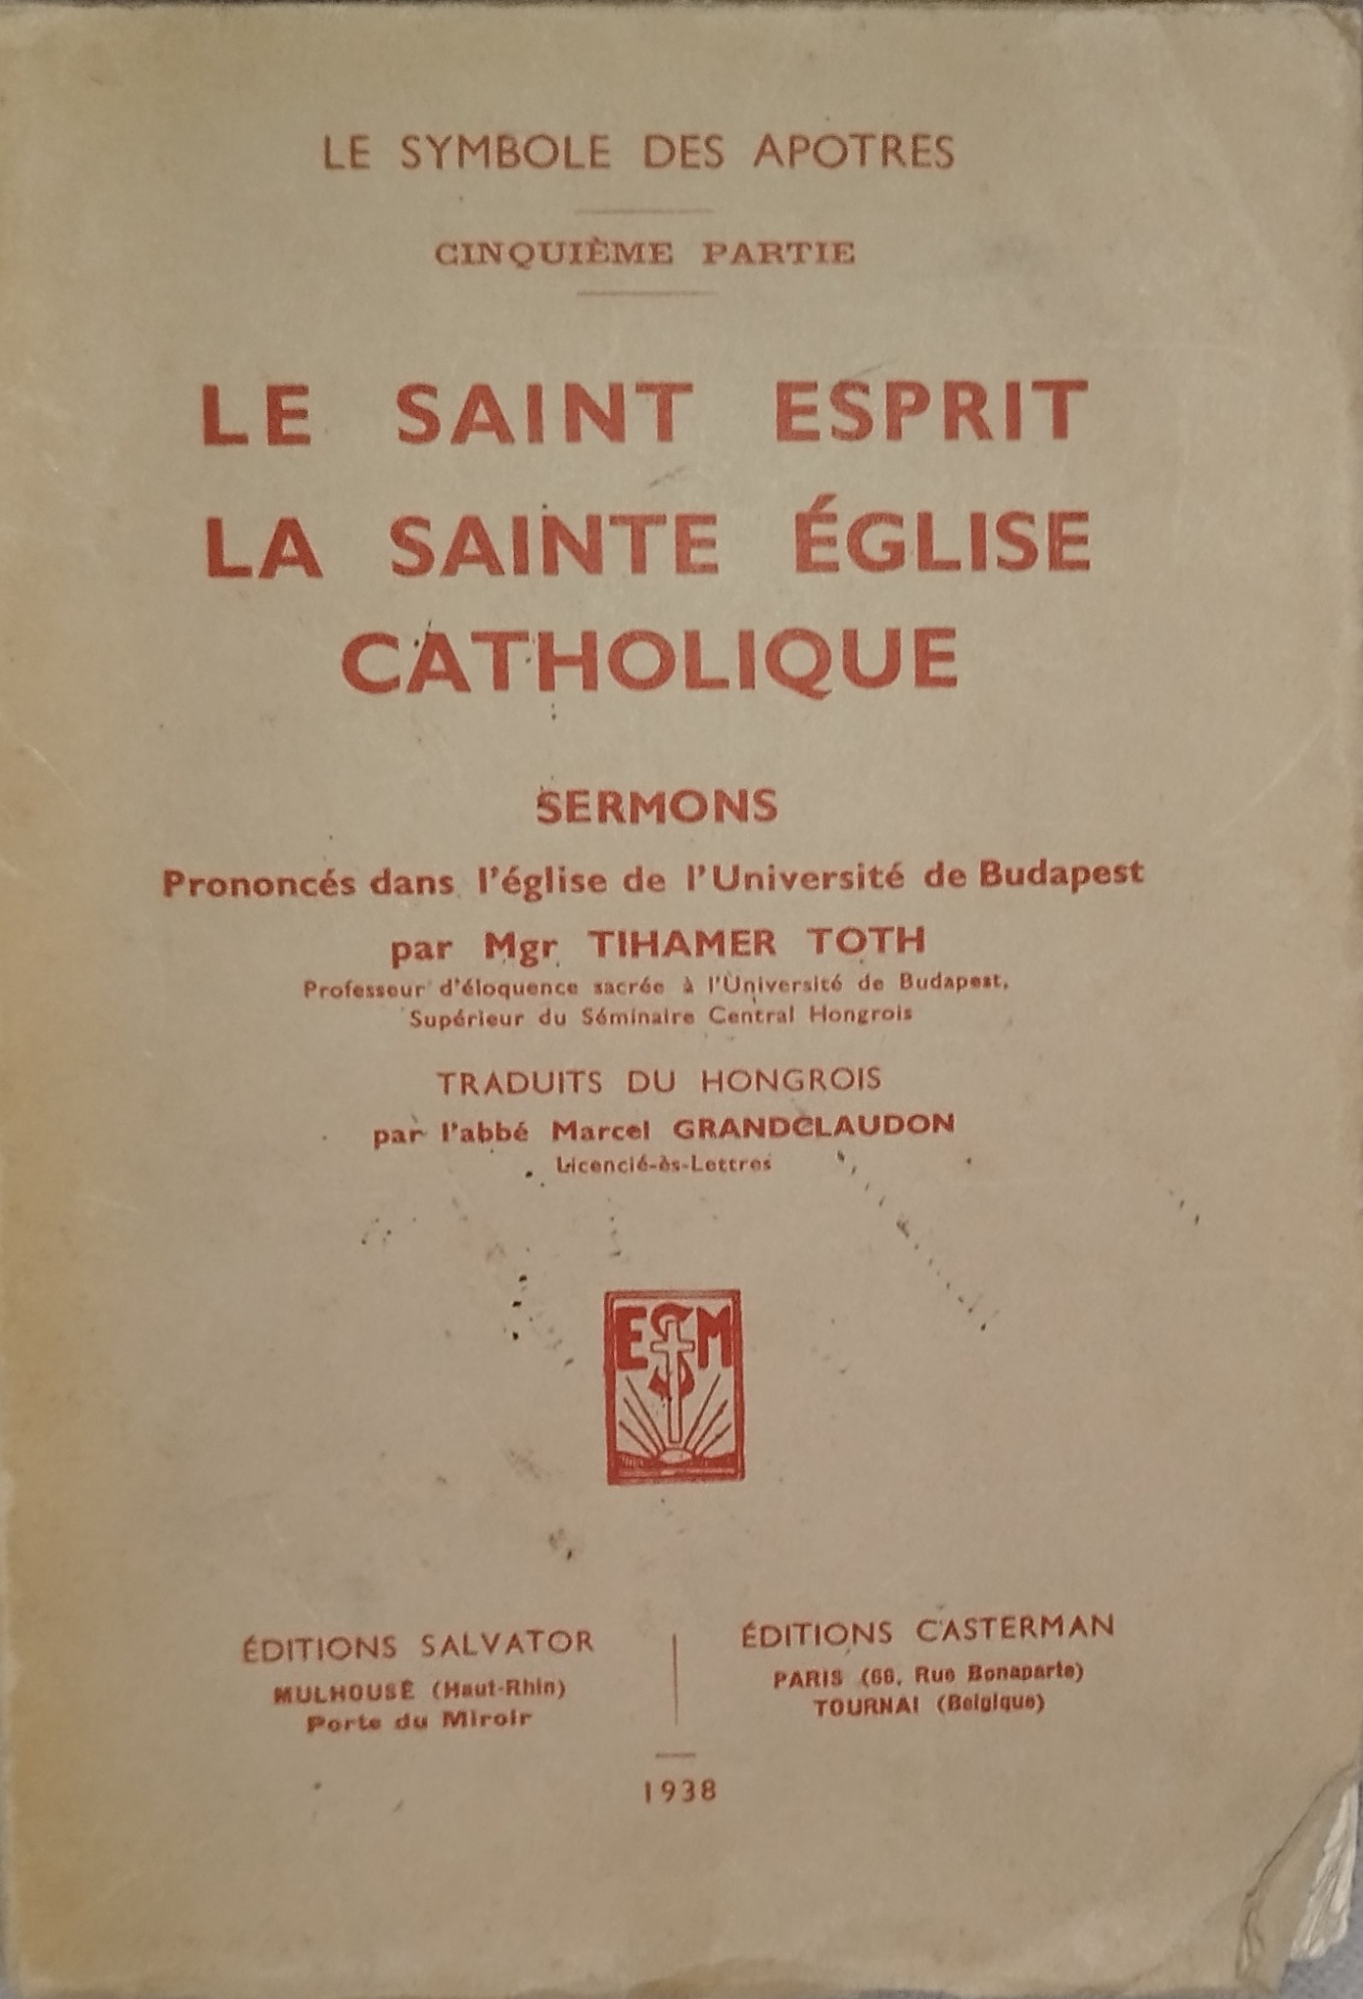 LE SYMBOLE DES APOTRES
CINQUIÈME PARTIE
LE SAINT ESPRIT
LA SAINTE ÉGLISE
CATHOLIQUE
SERMONS
Prononcés dans l'église de l'Université de Budapest
par Mgr TIHAMER TOTH
Professeur d'éloquence sacrée à l'Université de Budapest,
Supérieur du Séminaire Central Hongrois
TRADUITS DU HONGROIS
par l'abbé Marcel GRANDCLAUDON
Licencié-ès-Lettres
ESM
ÉDITIONS SALVATOR
MULHOUSE (Haut-Rhin)
Porte du Miroir
ÉDITIONS CASTERMAN
PARIS (66, Rue Bonaparte)
TOURNAI (Belgique)
1938